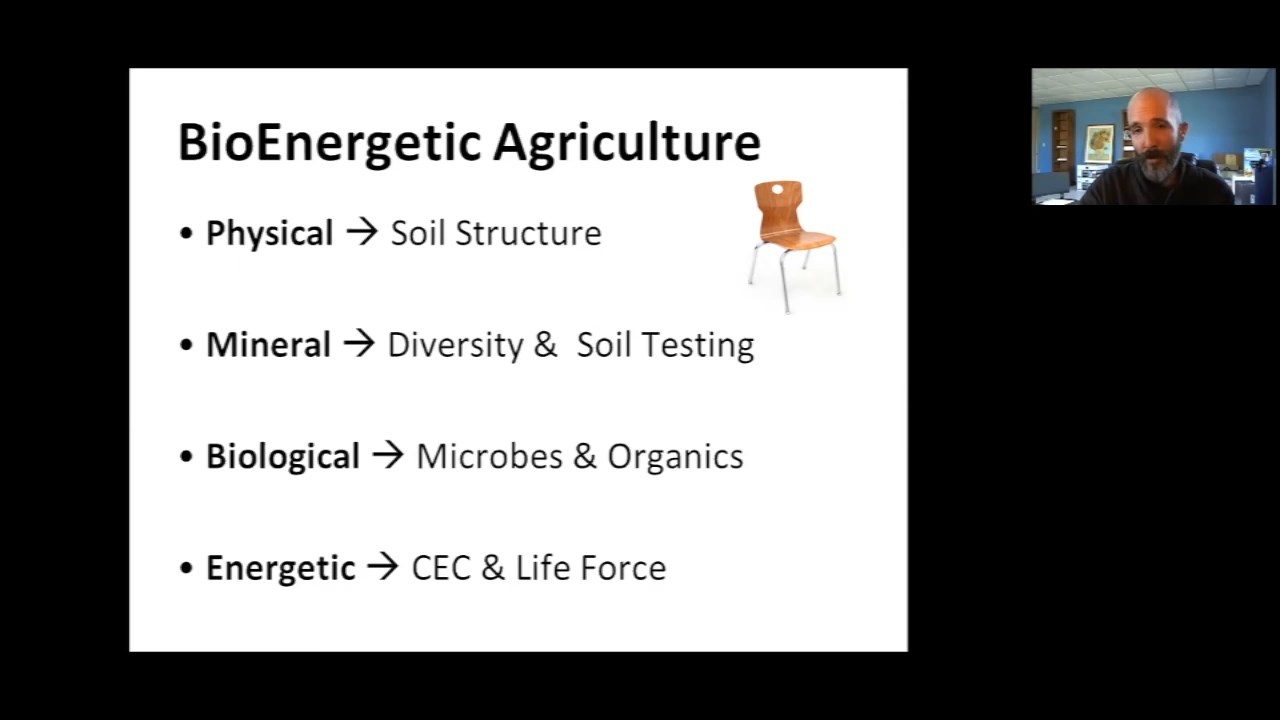 BioEnergetic Agriculture
• Physical → Soil Structure
• Mineral → Diversity & Soil Testing
• Biological → Microbes & Organics
• Energetic → CEC & Life Force